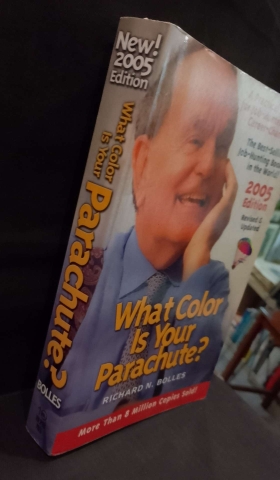 New!
2005
Edition
What Color
Is Your
Parachute?
BOLLES
The Best-Selling
Job-Hunting Book
in the World
2005
Edition
Revised &
Updated
What Color
Is Your
Parachute?
RICHARD N. BOLLES
More Than 8 Million Copies Sold!